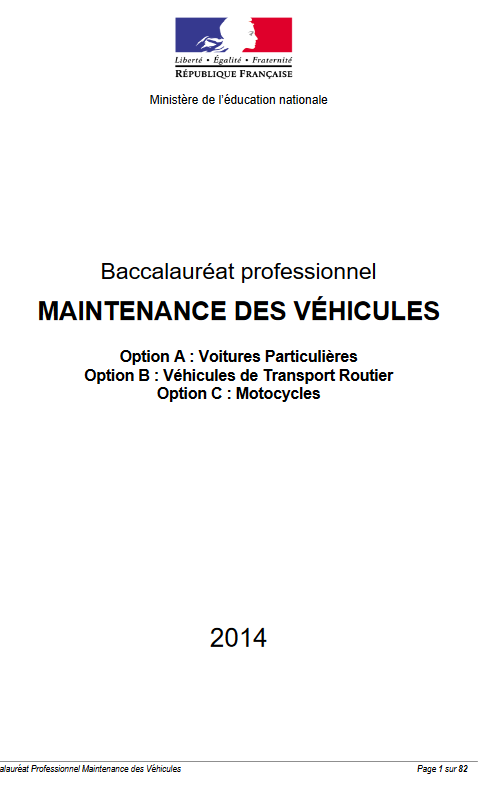 Liberté • Égalité • Fraternité
RÉPUBLIQUE FRANÇAISE
Ministère de l'éducation nationale
Baccalauréat professionnel
MAINTENANCE DES VÉHICULES
Option A : Voitures Particulières
Option B : Véhicules de Transport Routier
Option C : Motocycles
2014
calauréat Professionnel Maintenance des Véhicules
Page 1 sur 82